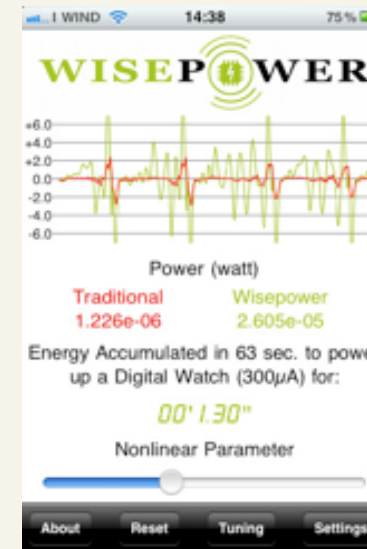 I WIND 14:38 75 %
WISEPOWER
+6.0
+4.0
+2.0
0.0
-2.0
-4.0
-6.0
Power (watt)
Traditional Wisepower
1.226e-06 2.605e-05
Energy Accumulated in 63 sec. to powe
up a Digital Watch (300µA) for:
00' 1.30"
Nonlinear Parameter
About Reset Tuning Settings